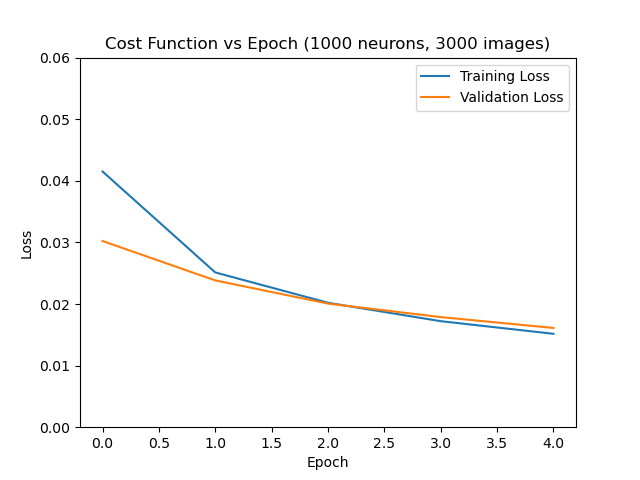 Cost Function vs Epoch (1000 neurons, 3000 images)
Training Loss
Validation Loss
0.06
0.05
0.04
0.03
0.02
0.01
0.00
Loss
0.0 0.5 1.0 1.5 2.0 2.5 3.0 3.5 4.0
Epoch